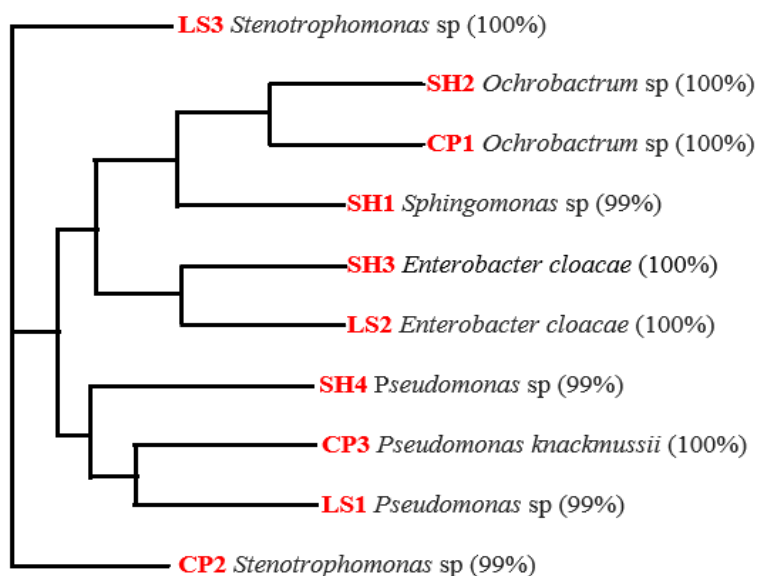 LS3 Stenotrophomonas sp (100%)
SH2 Ochrobactrum sp (100%)
CP1 Ochrobactrum sp (100%)
SH1 Sphingomonas sp (99%)
SH3 Enterobacter cloacae (100%)
LS2 Enterobacter cloacae (100%)
SH4 Pseudomonas sp (99%)
CP3 Pseudomonas knackmussii (100%)
LS1 Pseudomonas sp (99%)
CP2 Stenotrophomonas sp (99%)